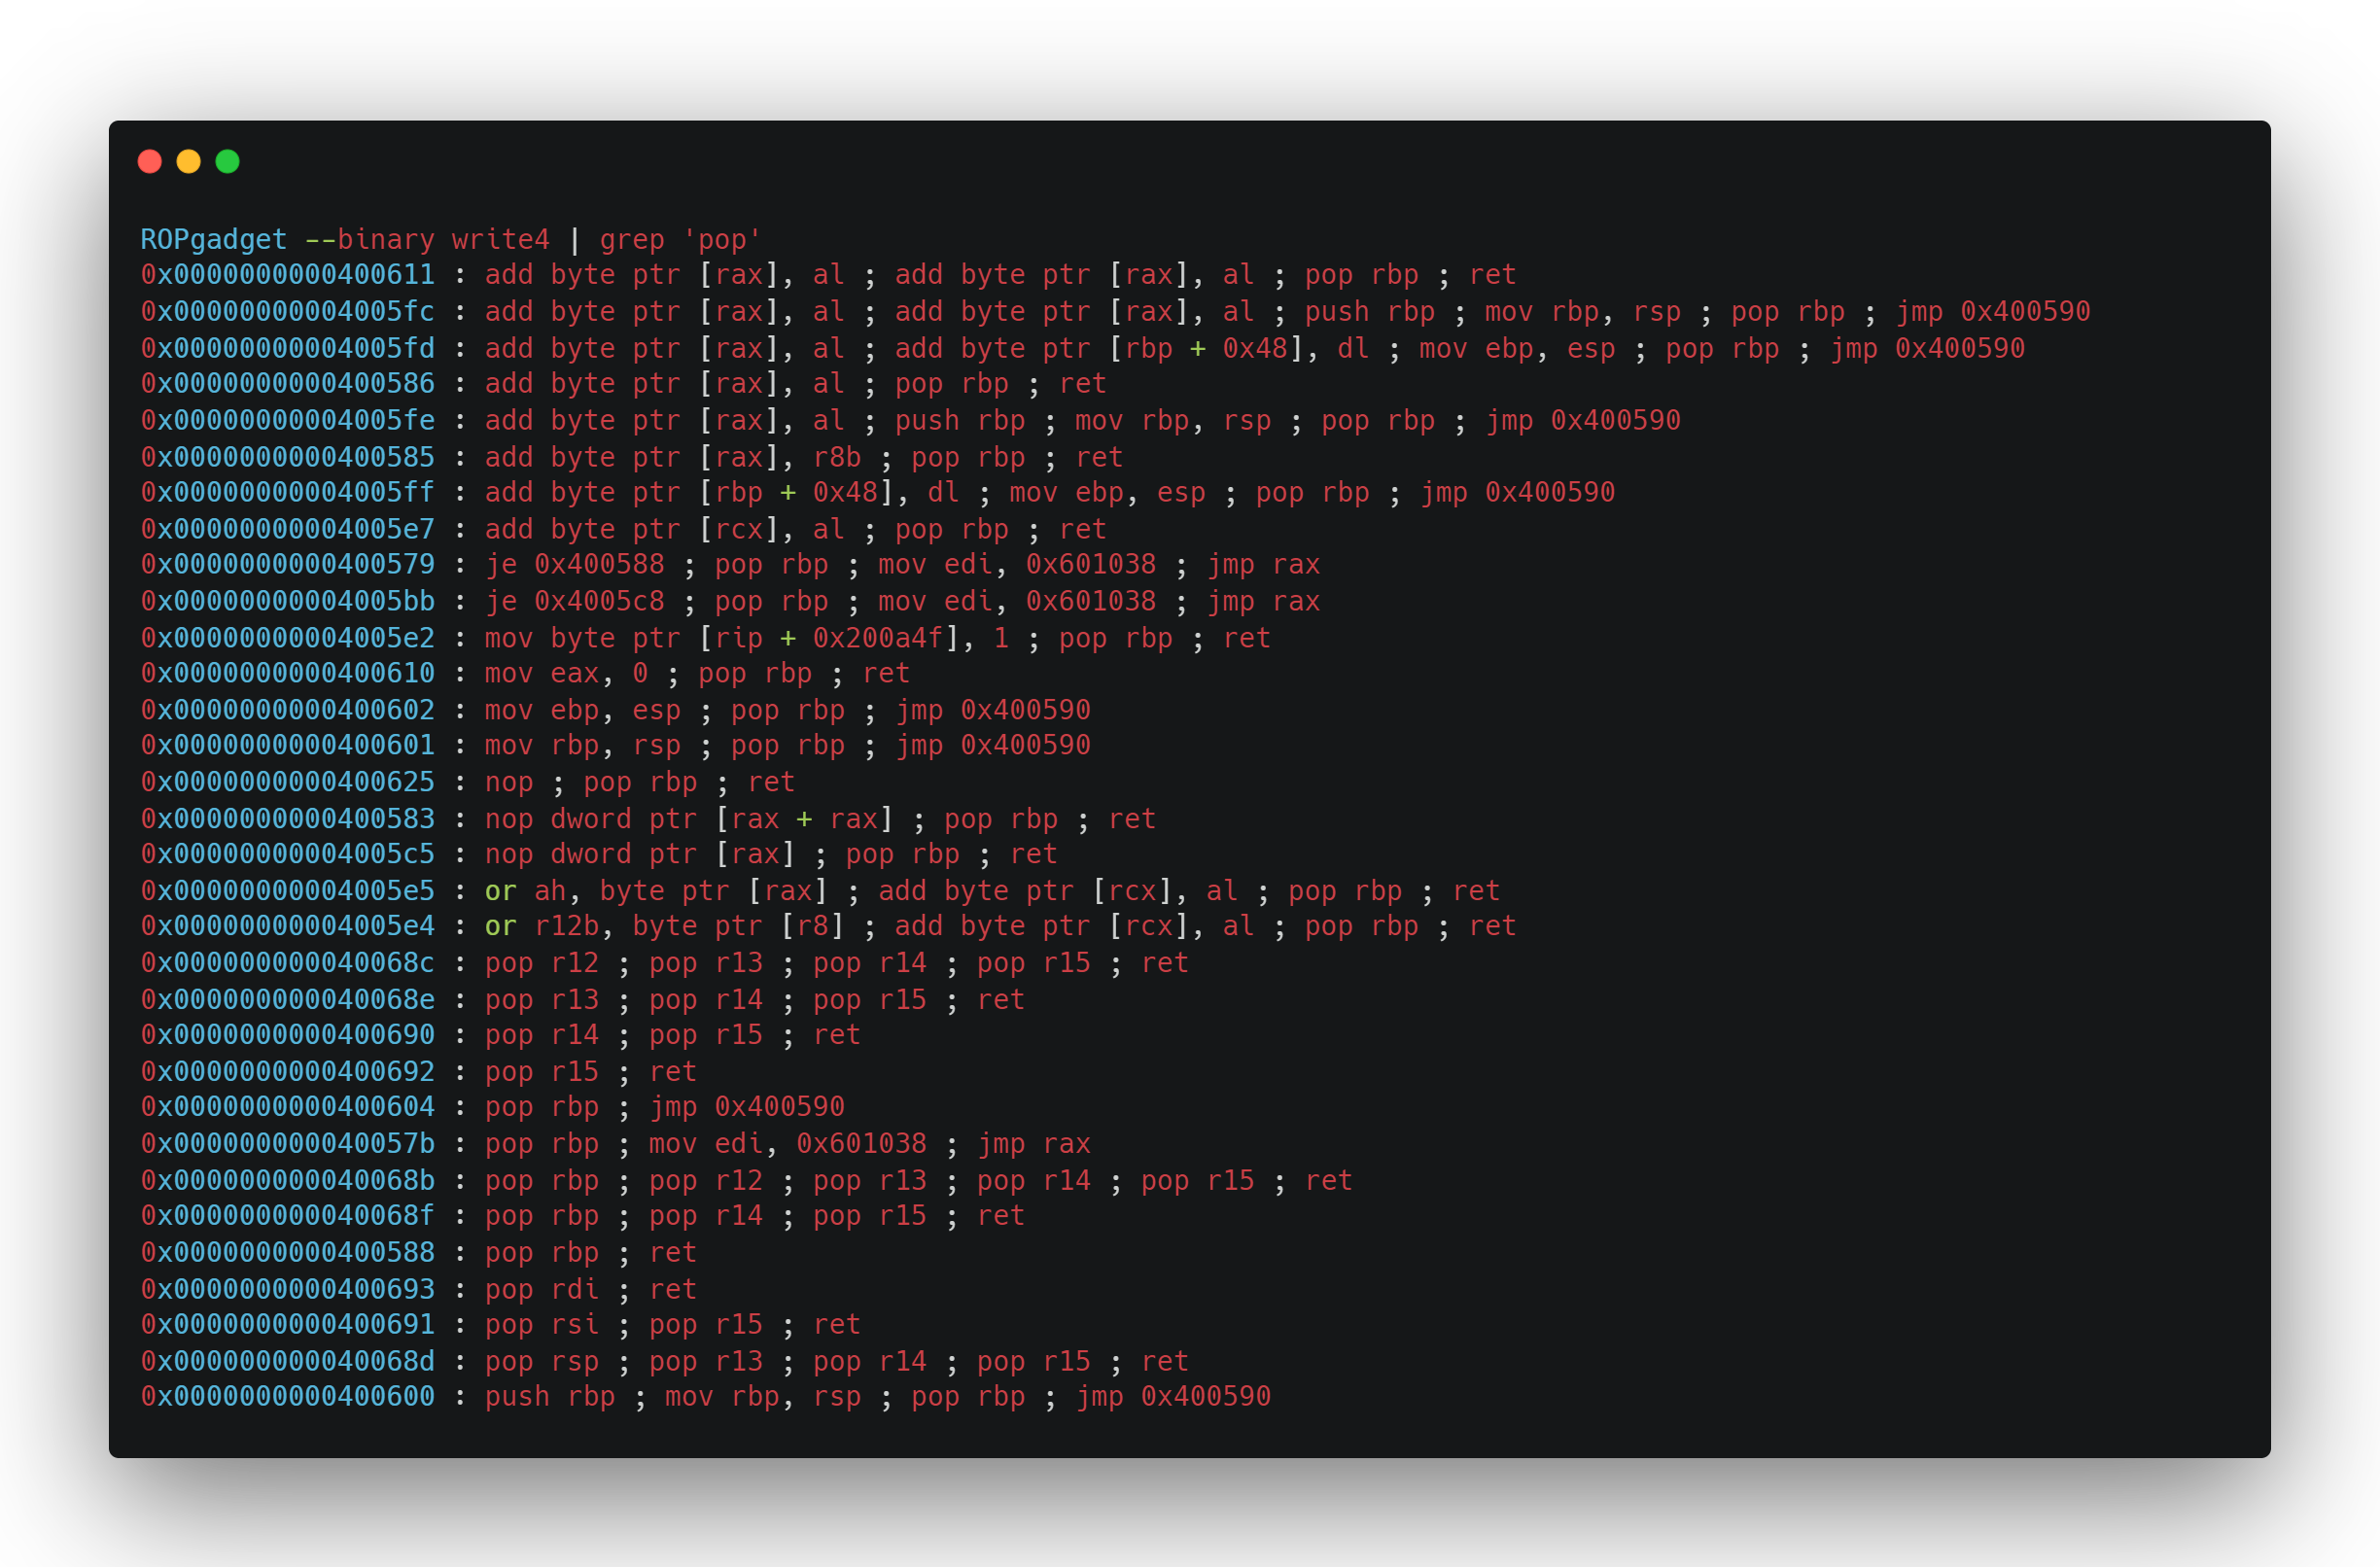 ROPgadget --binary write4 | grep 'pop'
0x0000000000400611 : add byte ptr [rax], al ; add byte ptr [rax], al ; pop rbp ; ret
0x00000000004005fc : add byte ptr [rax], al ; add byte ptr [rax], al ; push rbp ; mov rbp, rsp ; pop rbp ; jmp 0x400590
0x00000000004005fd : add byte ptr [rax], al ; add byte ptr [rbp + 0x48], dl ; mov ebp, esp ; pop rbp ; jmp 0x400590
0x0000000000400586 : add byte ptr [rax], al ; pop rbp ; ret
0x00000000004005fe : add byte ptr [rax], al ; push rbp ; mov rbp, rsp ; pop rbp ; jmp 0x400590
0x0000000000400585 : add byte ptr [rax], r8b ; pop rbp ; ret
0x00000000004005ff : add byte ptr [rbp + 0x48], dl ; mov ebp, esp ; pop rbp ; jmp 0x400590
0x00000000004005e7 : add byte ptr [rcx], al ; pop rbp ; ret
0x0000000000400579 : je 0x400588 ; pop rbp ; mov edi, 0x601038 ; jmp rax
0x00000000004005bb : je 0x4005c8 ; pop rbp ; mov edi, 0x601038 ; jmp rax
0x00000000004005e2 : mov byte ptr [rip + 0x200a4f], 1 ; pop rbp ; ret
0x0000000000400610 : mov eax, 0 ; pop rbp ; ret
0x0000000000400602 : mov ebp, esp ; pop rbp ; jmp 0x400590
0x0000000000400601 : mov rbp, rsp ; pop rbp ; jmp 0x400590
0x0000000000400625 : nop ; pop rbp ; ret
0x0000000000400583 : nop dword ptr [rax + rax] ; pop rbp ; ret
0x00000000004005c5 : nop dword ptr [rax] ; pop rbp ; ret
0x00000000004005e5 : or ah, byte ptr [rax] ; add byte ptr [rcx], al ; pop rbp ; ret
0x00000000004005e4 : or r12b, byte ptr [r8] ; add byte ptr [rcx], al ; pop rbp ; ret
0x000000000040068c : pop r12 ; pop r13 ; pop r14 ; pop r15 ; ret
0x000000000040068e : pop r13 ; pop r14 ; pop r15 ; ret
0x0000000000400690 : pop r14 ; pop r15 ; ret
0x0000000000400692 : pop r15 ; ret
0x0000000000400604 : pop rbp ; jmp 0x400590
0x000000000040057b : pop rbp ; mov edi, 0x601038 ; jmp rax
0x000000000040068b : pop rbp ; pop r12 ; pop r13 ; pop r14 ; pop r15 ; ret
0x000000000040068f : pop rbp ; pop r14 ; pop r15 ; ret
0x0000000000400588 : pop rbp ; ret
0x0000000000400693 : pop rdi ; ret
0x0000000000400691 : pop rsi ; pop r15 ; ret
0x000000000040068d : pop rsp ; pop r13 ; pop r14 ; pop r15 ; ret
0x0000000000400600 : push rbp ; mov rbp, rsp ; pop rbp ; jmp 0x400590